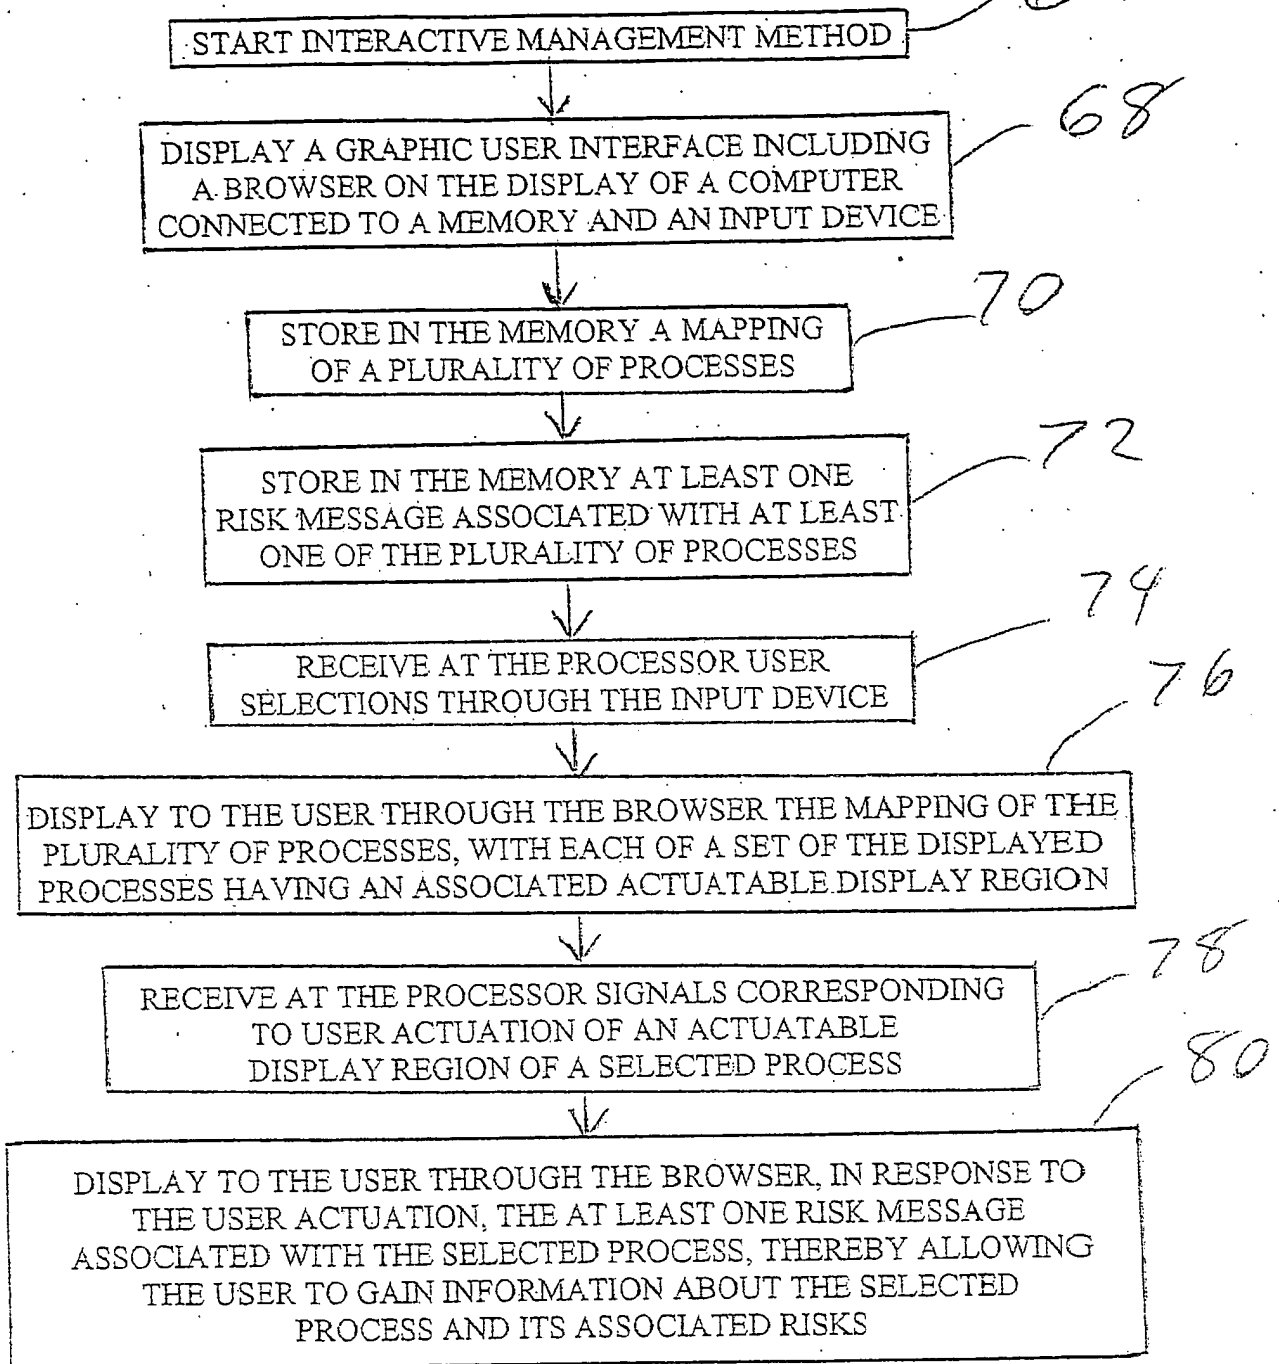 START INTERACTIVE MANAGEMENT METHOD
68
DISPLAY A GRAPHIC USER INTERFACE INCLUDING
A BROWSER ON THE DISPLAY OF A COMPUTER
CONNECTED TO A MEMORY AND AN INPUT DEVICE
70
STORE IN THE MEMORY A MAPPING
OF A PLURALITY OF PROCESSES
72
STORE IN THE MEMORY AT LEAST ONE
RISK MESSAGE ASSOCIATED WITH AT LEAST
ONE OF THE PLURALITY OF PROCESSES
74
RECEIVE AT THE PROCESSOR USER
SELECTIONS THROUGH THE INPUT DEVICE
76
DISPLAY TO THE USER THROUGH THE BROWSER THE MAPPING OF THE
PLURALITY OF PROCESSES, WITH EACH OF A SET OF THE DISPLAYED
PROCESSES HAVING AN ASSOCIATED ACTUATABLE DISPLAY REGION
78
RECEIVE AT THE PROCESSOR SIGNALS CORRESPONDING
TO USER ACTUATION OF AN ACTUATABLE
DISPLAY REGION OF A SELECTED PROCESS
80
DISPLAY TO THE USER THROUGH THE BROWSER, IN RESPONSE TO
THE USER ACTUATION, THE AT LEAST ONE RISK MESSAGE
ASSOCIATED WITH THE SELECTED PROCESS, THEREBY ALLOWING
THE USER TO GAIN INFORMATION ABOUT THE SELECTED
PROCESS AND ITS ASSOCIATED RISKS